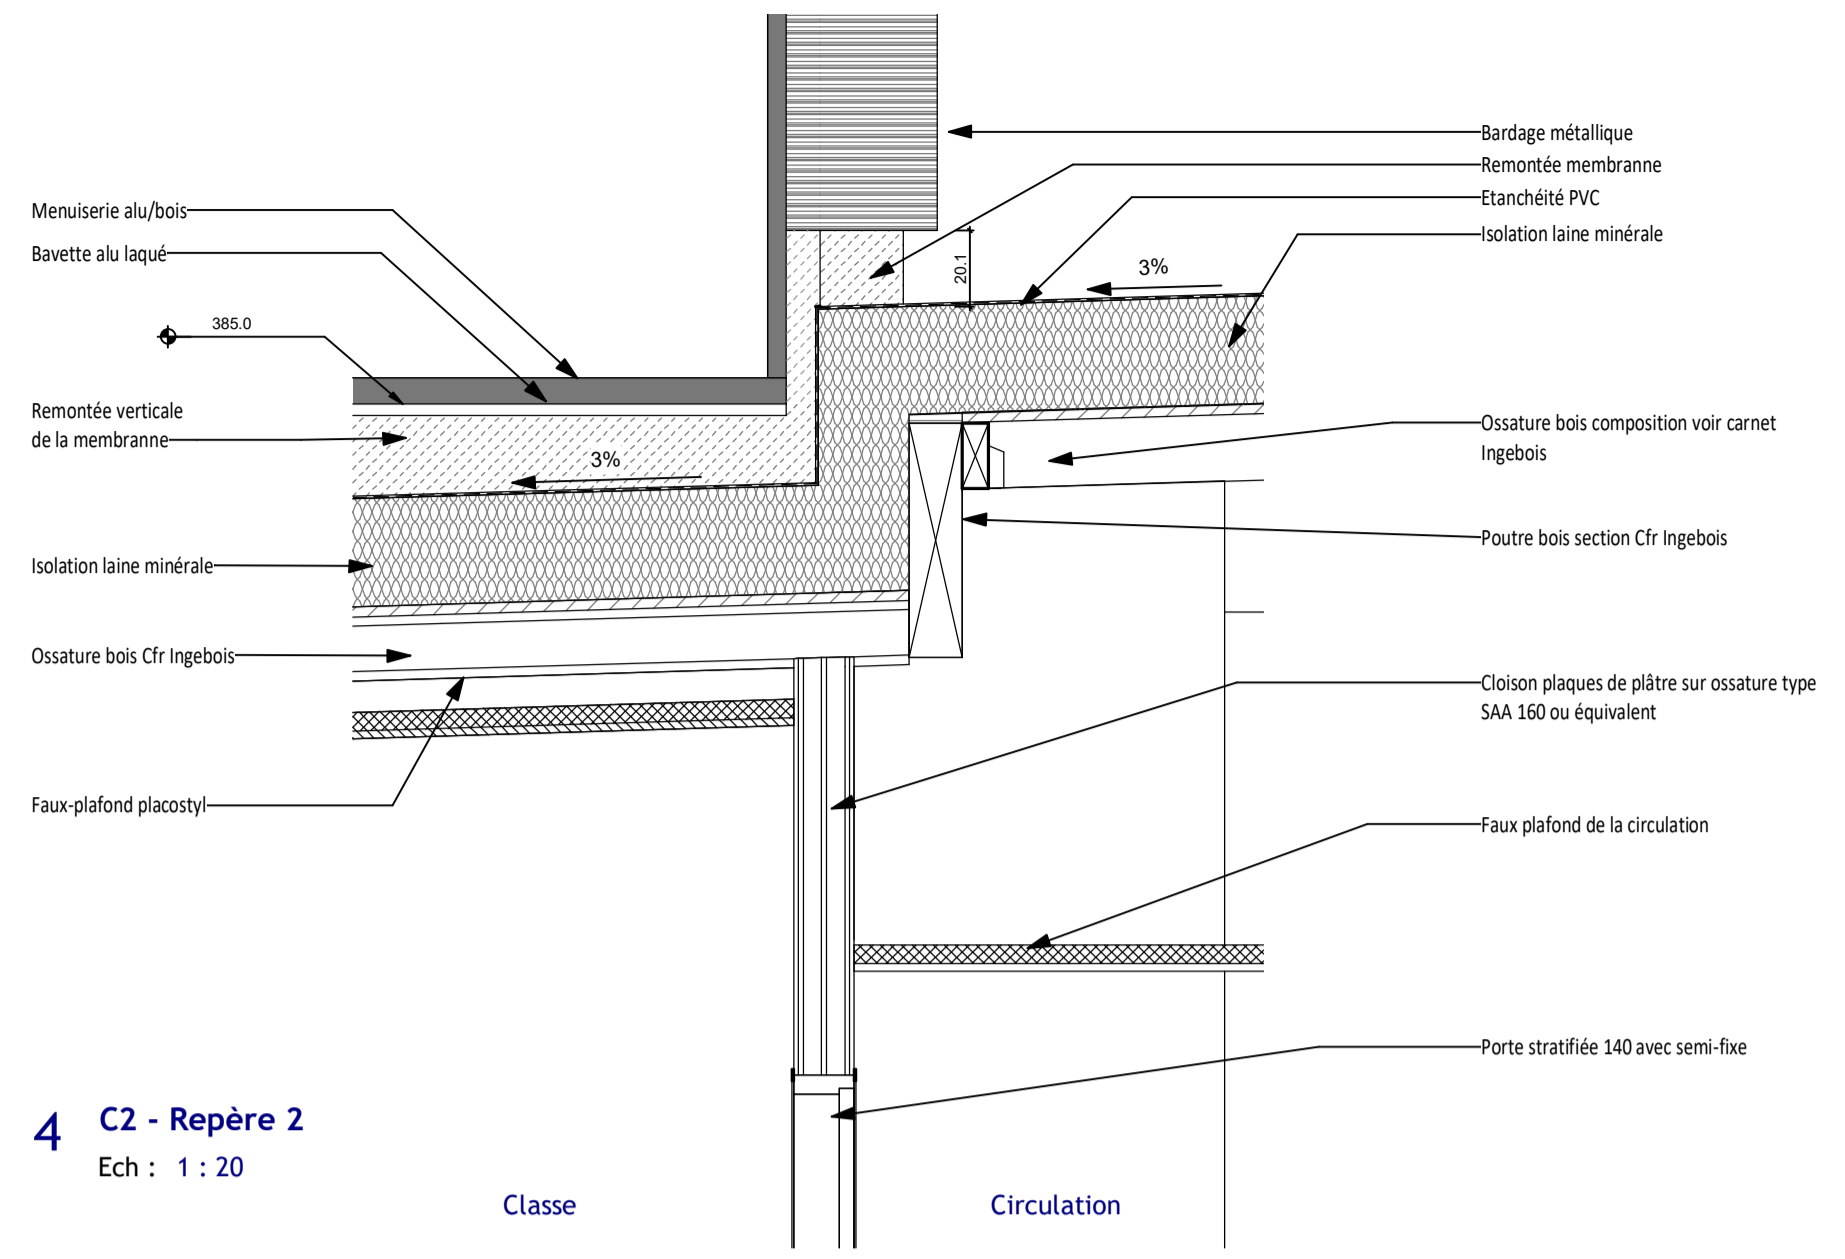 Menuiserie alu/bois
Bavette alu laqué
385.0
Remontée verticale
de la membranne
3%
Isolation laine minérale
Ossature bois Cfr Ingebois
Faux-plafond placostyl
Bardage métallique
Remontée membranne
Etanchéité PVC
Isolation laine minérale
20.1
3%
Ossature bois composition voir carnet
Ingebois
Poutre bois section Cfr Ingebois
Cloison plaques de plâtre sur ossature type
SAA 160 ou équivalent
Faux plafond de la circulation
Porte stratifiée 140 avec semi-fixe
4 C2 - Repère 2
Ech : 1 : 20
Classe
Circulation